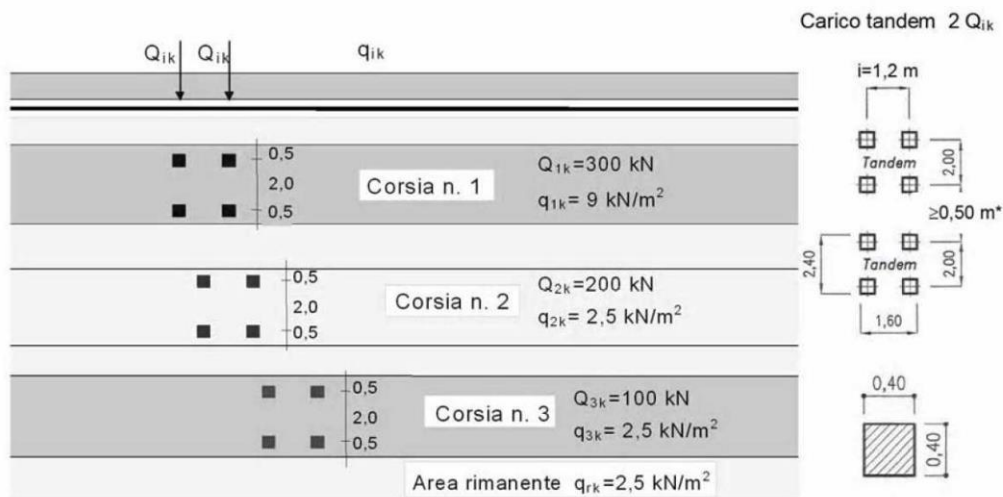 Carico tandem 2 Qik
Qik Qik qik
i=1,2 m
0,5
2,0
0,5
Corsia n. 1
Q1k=300 kN
q1k= 9 kN/m²
Tandem
2,00
≥0,50 m*
0,5
2,0
0,5
Corsia n. 2
Q2k=200 kN
q2k= 2,5 kN/m²
2,40
Tandem
2,00
1,60
0,5
2,0
0,5
Corsia n. 3
Q3k=100 kN
q3k= 2,5 kN/m²
0,40
0,40
Area rimanente qrk=2,5 kN/m²